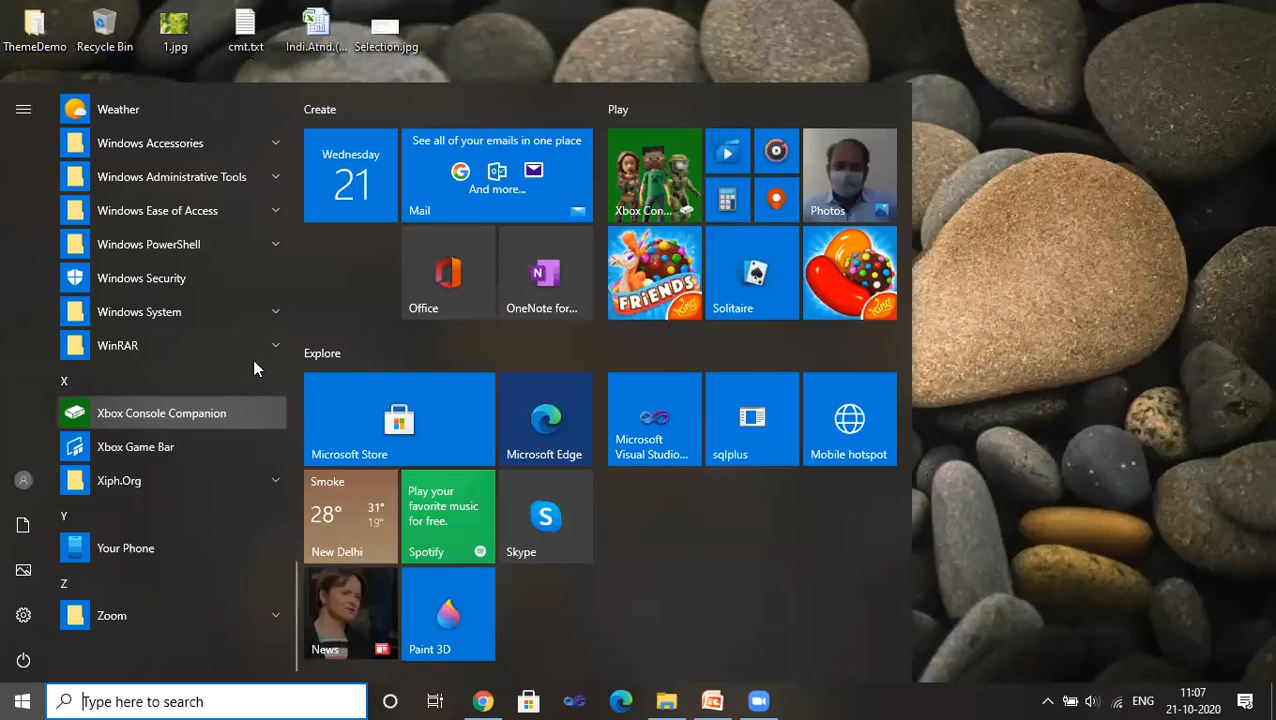 ThemeDemo
Recycle Bin
1.jpg
cmt.txt
Indi.Atnd.(...
Selection.jpg
Weather
Windows Accessories
Windows Administrative Tools
Windows Ease of Access
Windows PowerShell
Windows Security
Windows System
WinRAR
X
Xbox Console Companion
Xbox Game Bar
Xiph.Org
Y
Your Phone
Z
Zoom
Create
Wednesday
21
See all of your emails in one place
And more...
Mail
Office
OneNote for...
Explore
Microsoft Store
Microsoft Edge
Smoke
28°
31°
19°
New Delhi
Play your
favorite music
for free.
Spotify
Skype
News
Paint 3D
Play
Xbox Con...
Photos
FRIENDS
King
Solitaire
King
Microsoft
Visual Studio...
sqlplus
Mobile hotspot
Type here to search
ENG
11:07
21-10-2020